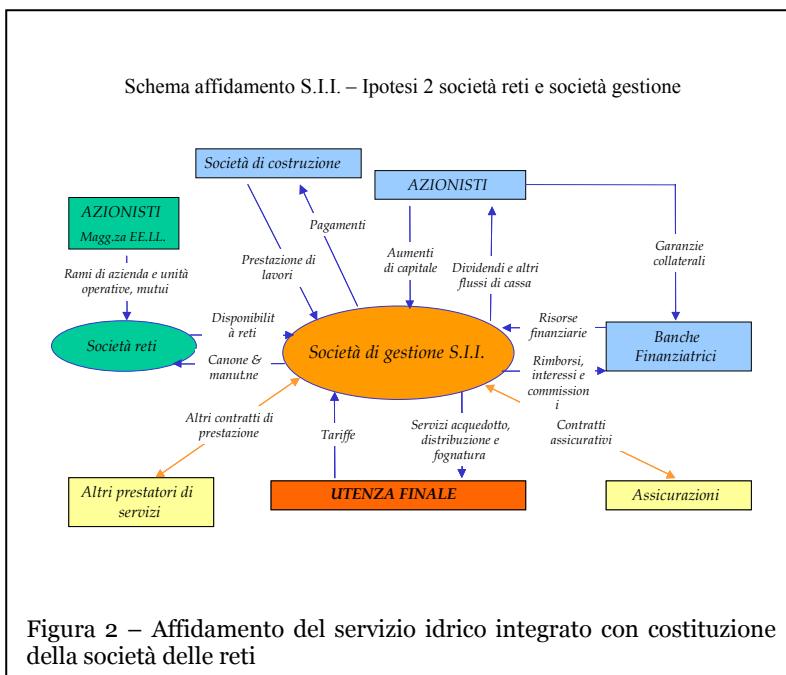 Schema affidamento S.I.I. – Ipotesi 2 società reti e società gestione
Società di costruzione
AZIONISTI
AZIONISTI
Magg.za EE.LL.
Pagamenti
Prestazione di
lavori
Aumenti
di capitale
Dividendi e altri
flussi di cassa
Garanzie
collaterali
Rami di azienda e unità
operative, mutui
Disponibilit
à reti
Risorse
finanziarie
Società reti
Società di gestione S.I.I.
Banche
Finanziatrici
Canone &
manut.ne
Rimborsi,
interessi e
commission
i
Altri contratti di
prestazione
Tariffe
Servizi acquedotto,
distribuzione e
fognatura
Contratti
assicurativi
Altri prestatori di
servizi
UTENZA FINALE
Assicurazioni
Figura 2 – Affidamento del servizio idrico integrato con costituzione
della società delle reti